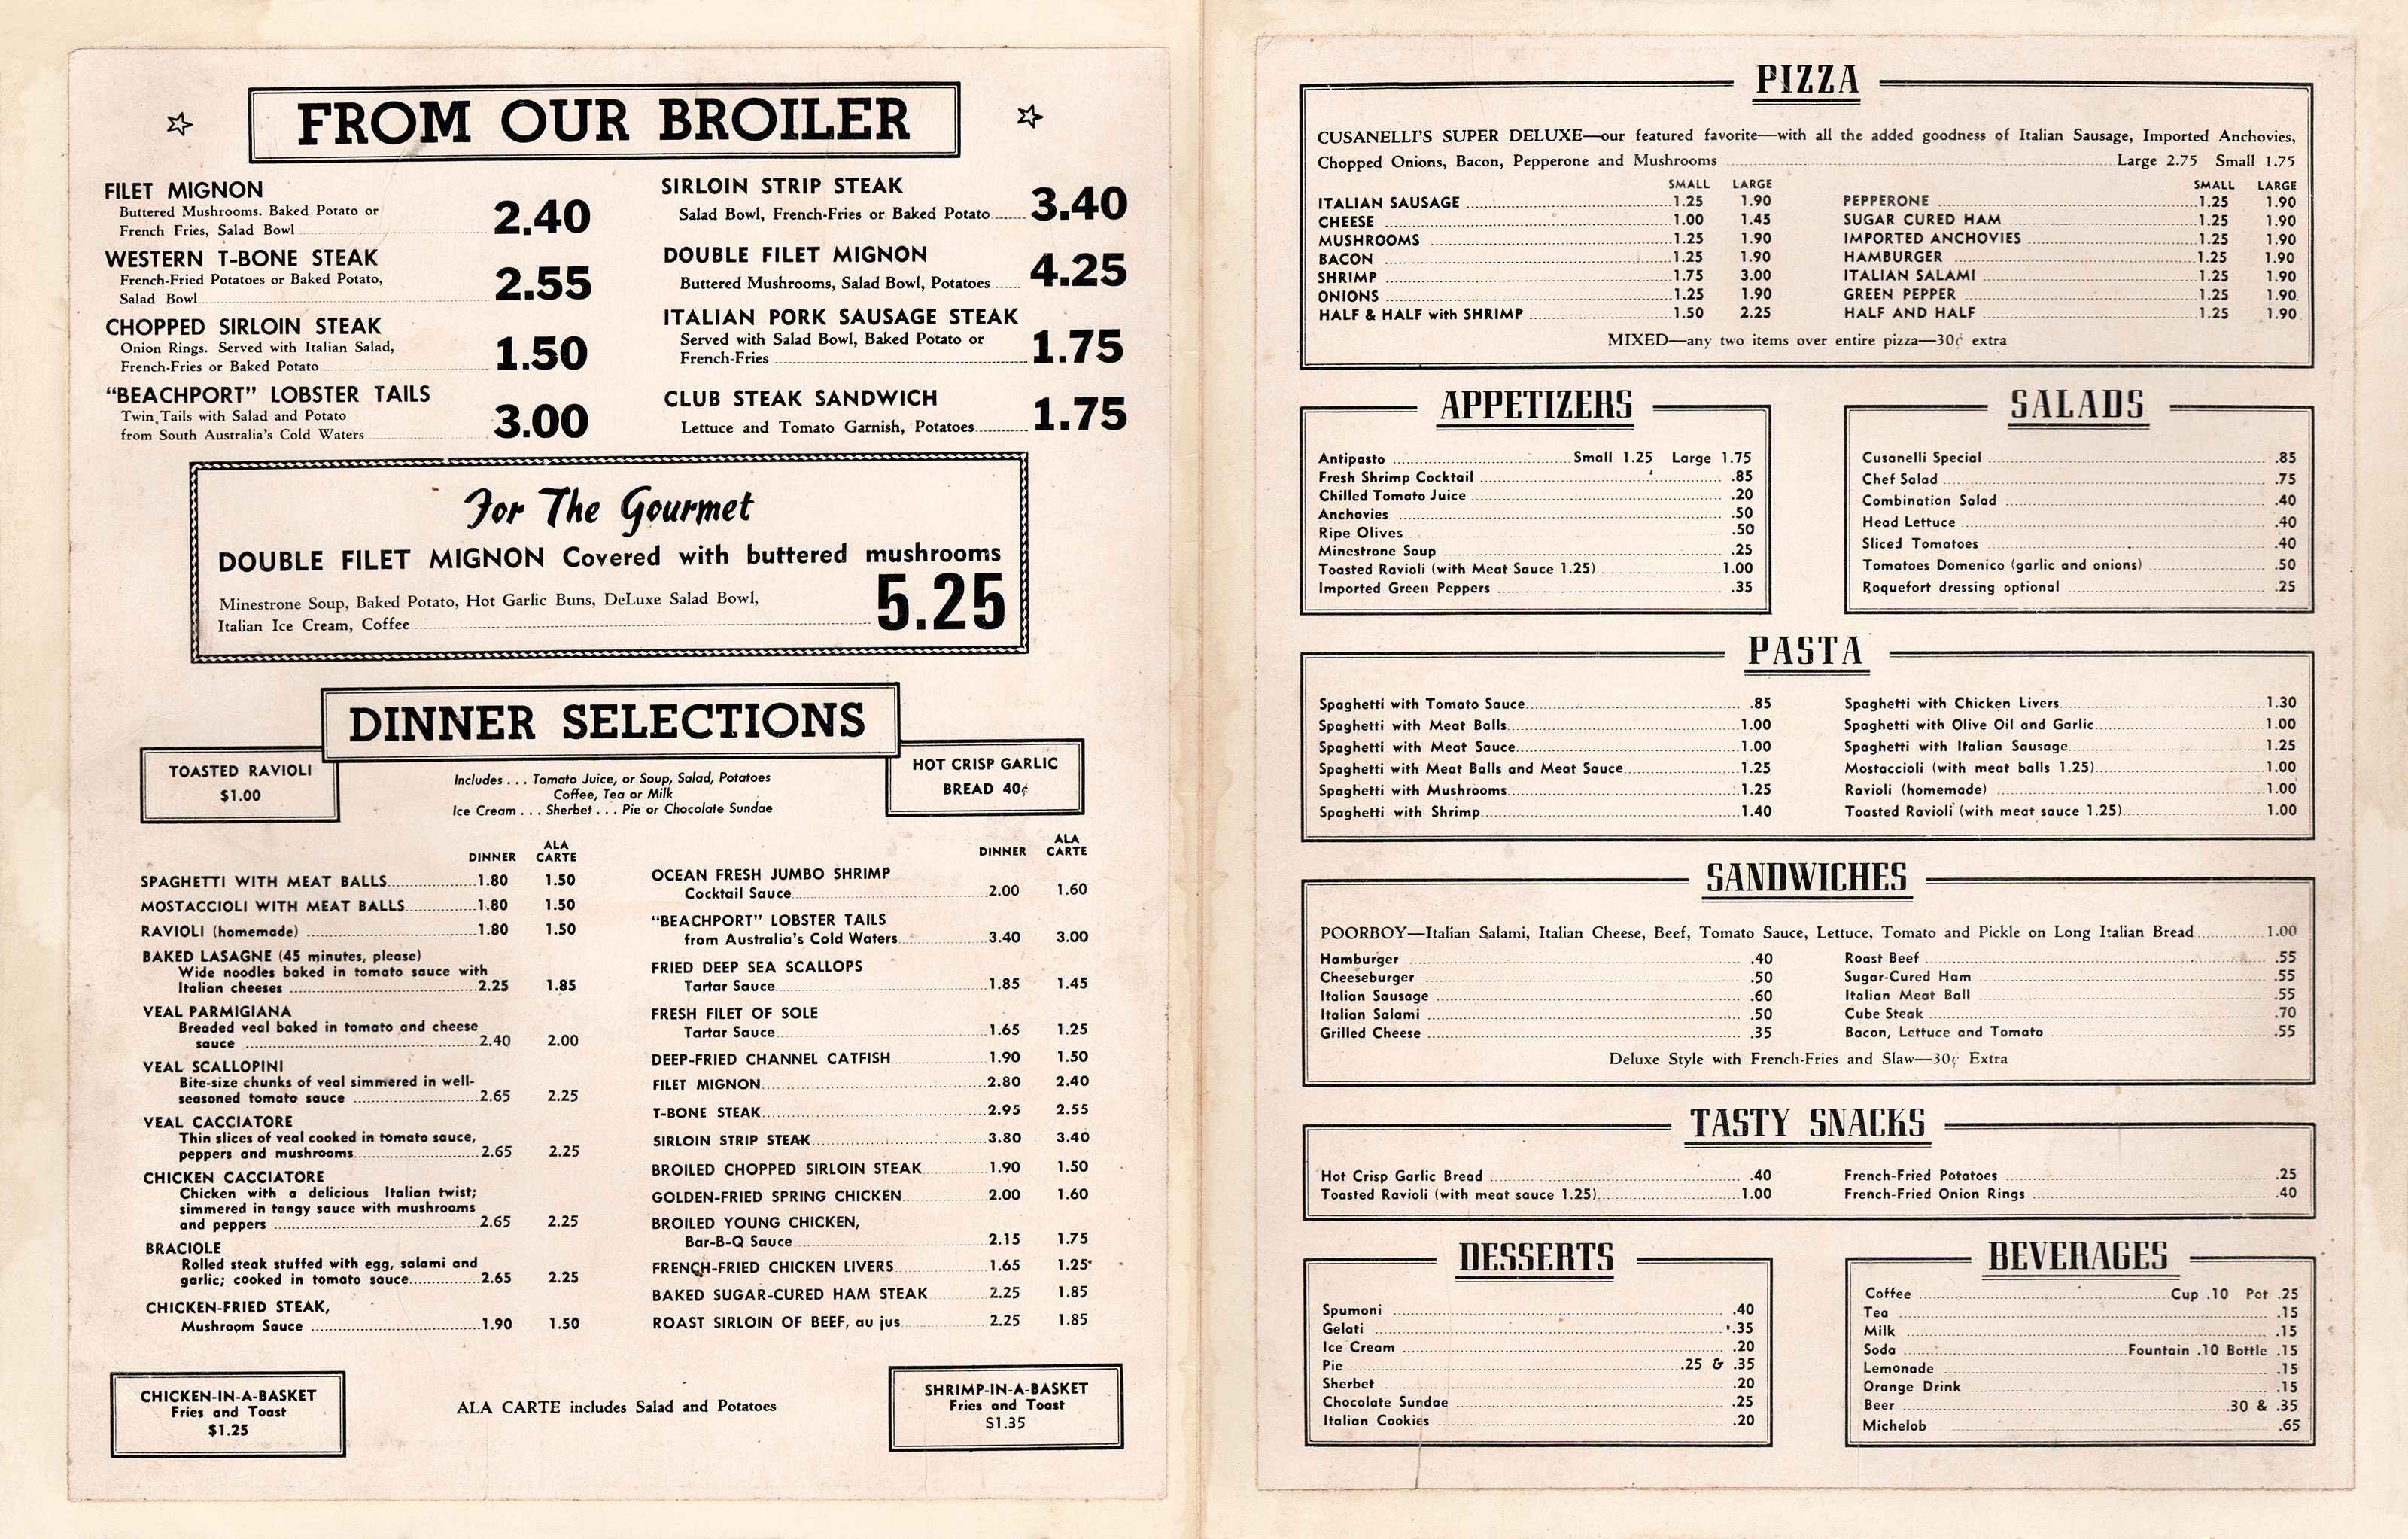 FROM OUR BROILER
FILET MIGNON
Buttered Mushrooms. Baked Potato or
French Fries, Salad Bowl 2.40
WESTERN T-BONE STEAK
French-Fried Potatoes or Baked Potato,
Salad Bowl 2.55
CHOPPED SIRLOIN STEAK
Onion Rings. Served with Italian Salad,
French-Fries or Baked Potato 1.50
"BEACHPORT" LOBSTER TAILS
Twin Tails with Salad and Potato
from South Australia's Cold Waters 3.00
SIRLOIN STRIP STEAK
Salad Bowl, French-Fries or Baked Potato 3.40
DOUBLE FILET MIGNON
Buttered Mushrooms, Salad Bowl, Potatoes 4.25
ITALIAN PORK SAUSAGE STEAK
Served with Salad Bowl, Baked Potato or
French-Fries 1.75
CLUB STEAK SANDWICH
Lettuce and Tomato Garnish, Potatoes 1.75
For The Gourmet
DOUBLE FILET MIGNON Covered with buttered mushrooms
Minestrone Soup, Baked Potato, Hot Garlic Buns, DeLuxe Salad Bowl,
Italian Ice Cream, Coffee 5.25
DINNER SELECTIONS
TOASTED RAVIOLI
$1.00
Includes . . . Tomato Juice, or Soup, Salad, Potatoes
Coffee, Tea or Milk
Ice Cream . . . Sherbet . . . Pie or Chocolate Sundae
HOT CRISP GARLIC
BREAD 40¢
DINNER ALA CARTE
SPAGHETTI WITH MEAT BALLS 1.80 1.50
MOSTACCIOLI WITH MEAT BALLS 1.80 1.50
RAVIOLI (homemade) 1.80 1.50
BAKED LASAGNE (45 minutes, please)
Wide noodles baked in tomato sauce with
Italian cheeses 2.25 1.85
VEAL PARMIGIANA
Breaded veal baked in tomato and cheese
sauce 2.40 2.00
VEAL SCALLOPINI
Bite-size chunks of veal simmered in well-
seasoned tomato sauce 2.65 2.25
VEAL CACCIATORE
Thin slices of veal cooked in tomato sauce,
peppers and mushrooms 2.65 2.25
CHICKEN CACCIATORE
Chicken with a delicious Italian twist;
simmered in tangy sauce with mushrooms
and peppers 2.65 2.25
BRACIOLE
Rolled steak stuffed with egg, salami and
garlic; cooked in tomato sauce 2.65 2.25
CHICKEN-FRIED STEAK,
Mushroom Sauce 1.90 1.50
DINNER ALA CARTE
OCEAN FRESH JUMBO SHRIMP
Cocktail Sauce 2.00 1.60
"BEACHPORT" LOBSTER TAILS
from Australia's Cold Waters 3.40 3.00
FRIED DEEP SEA SCALLOPS
Tartar Sauce 1.85 1.45
FRESH FILET OF SOLE
Tartar Sauce 1.65 1.25
DEEP-FRIED CHANNEL CATFISH 1.90 1.50
FILET MIGNON 2.80 2.40
T-BONE STEAK 2.95 2.55
SIRLOIN STRIP STEAK 3.80 3.40
BROILED CHOPPED SIRLOIN STEAK 1.90 1.50
GOLDEN-FRIED SPRING CHICKEN 2.00 1.60
BROILED YOUNG CHICKEN,
Bar-B-Q Sauce 2.15 1.75
FRENCH-FRIED CHICKEN LIVERS 1.65 1.25
BAKED SUGAR-CURED HAM STEAK 2.25 1.85
ROAST SIRLOIN OF BEEF, au jus 2.25 1.85
CHICKEN-IN-A-BASKET
Fries and Toast
$1.25
ALA CARTE includes Salad and Potatoes
SHRIMP-IN-A-BASKET
Fries and Toast
$1.35
PIZZA
CUSANELLI'S SUPER DELUXE—our featured favorite—with all the added goodness of Italian Sausage, Imported Anchovies,
Chopped Onions, Bacon, Pepperone and Mushrooms Large 2.75 Small 1.75
SMALL LARGE
ITALIAN SAUSAGE 1.25 1.90
CHEESE 1.00 1.45
MUSHROOMS 1.25 1.90
BACON 1.25 1.90
SHRIMP 1.75 3.00
ONIONS 1.25 1.90
HALF & HALF with SHRIMP 1.50 2.25
SMALL LARGE
PEPPERONE 1.25 1.90
SUGAR CURED HAM 1.25 1.90
IMPORTED ANCHOVIES 1.25 1.90
HAMBURGER 1.25 1.90
ITALIAN SALAMI 1.25 1.90
GREEN PEPPER 1.25 1.90
HALF AND HALF 1.25 1.90
MIXED—any two items over entire pizza—30¢ extra
APPETIZERS
Antipasto Small 1.25 Large 1.75
Fresh Shrimp Cocktail .85
Chilled Tomato Juice .20
Anchovies .50
Ripe Olives .50
Minestrone Soup .25
Toasted Ravioli (with Meat Sauce 1.25) 1.00
Imported Green Peppers .35
SALADS
Cusanelli Special .85
Chef Salad .75
Combination Salad .40
Head Lettuce .40
Sliced Tomatoes .40
Tomatoes Domenico (garlic and onions) .50
Roquefort dressing optional .25
PASTA
Spaghetti with Tomato Sauce .85
Spaghetti with Meat Balls 1.00
Spaghetti with Meat Sauce 1.00
Spaghetti with Meat Balls and Meat Sauce 1.25
Spaghetti with Mushrooms 1.25
Spaghetti with Shrimp 1.40
Spaghetti with Chicken Livers 1.30
Spaghetti with Olive Oil and Garlic 1.00
Spaghetti with Italian Sausage 1.25
Mostaccioli (with meat balls 1.25) 1.00
Ravioli (homemade) 1.00
Toasted Ravioli (with meat sauce 1.25) 1.00
SANDWICHES
POORBOY—Italian Salami, Italian Cheese, Beef, Tomato Sauce, Lettuce, Tomato and Pickle on Long Italian Bread 1.00
Hamburger .40
Cheeseburger .50
Italian Sausage .60
Italian Salami .50
Grilled Cheese .35
Roast Beef .55
Sugar-Cured Ham .55
Italian Meat Ball .55
Cube Steak .70
Bacon, Lettuce and Tomato .55
Deluxe Style with French-Fries and Slaw—30¢ Extra
TASTY SNACKS
Hot Crisp Garlic Bread .40
Toasted Ravioli (with meat sauce 1.25) 1.00
French-Fried Potatoes .25
French-Fried Onion Rings .40
DESSERTS
Spumoni .40
Gelati .35
Ice Cream .20
Pie .25 & .35
Sherbet .20
Chocolate Sundae .25
Italian Cookies .20
BEVERAGES
Coffee Cup .10 Pot .25
Tea .15
Milk .15
Soda Fountain .10 Bottle .15
Lemonade .15
Orange Drink .15
Beer .30 & .35
Michelob .65